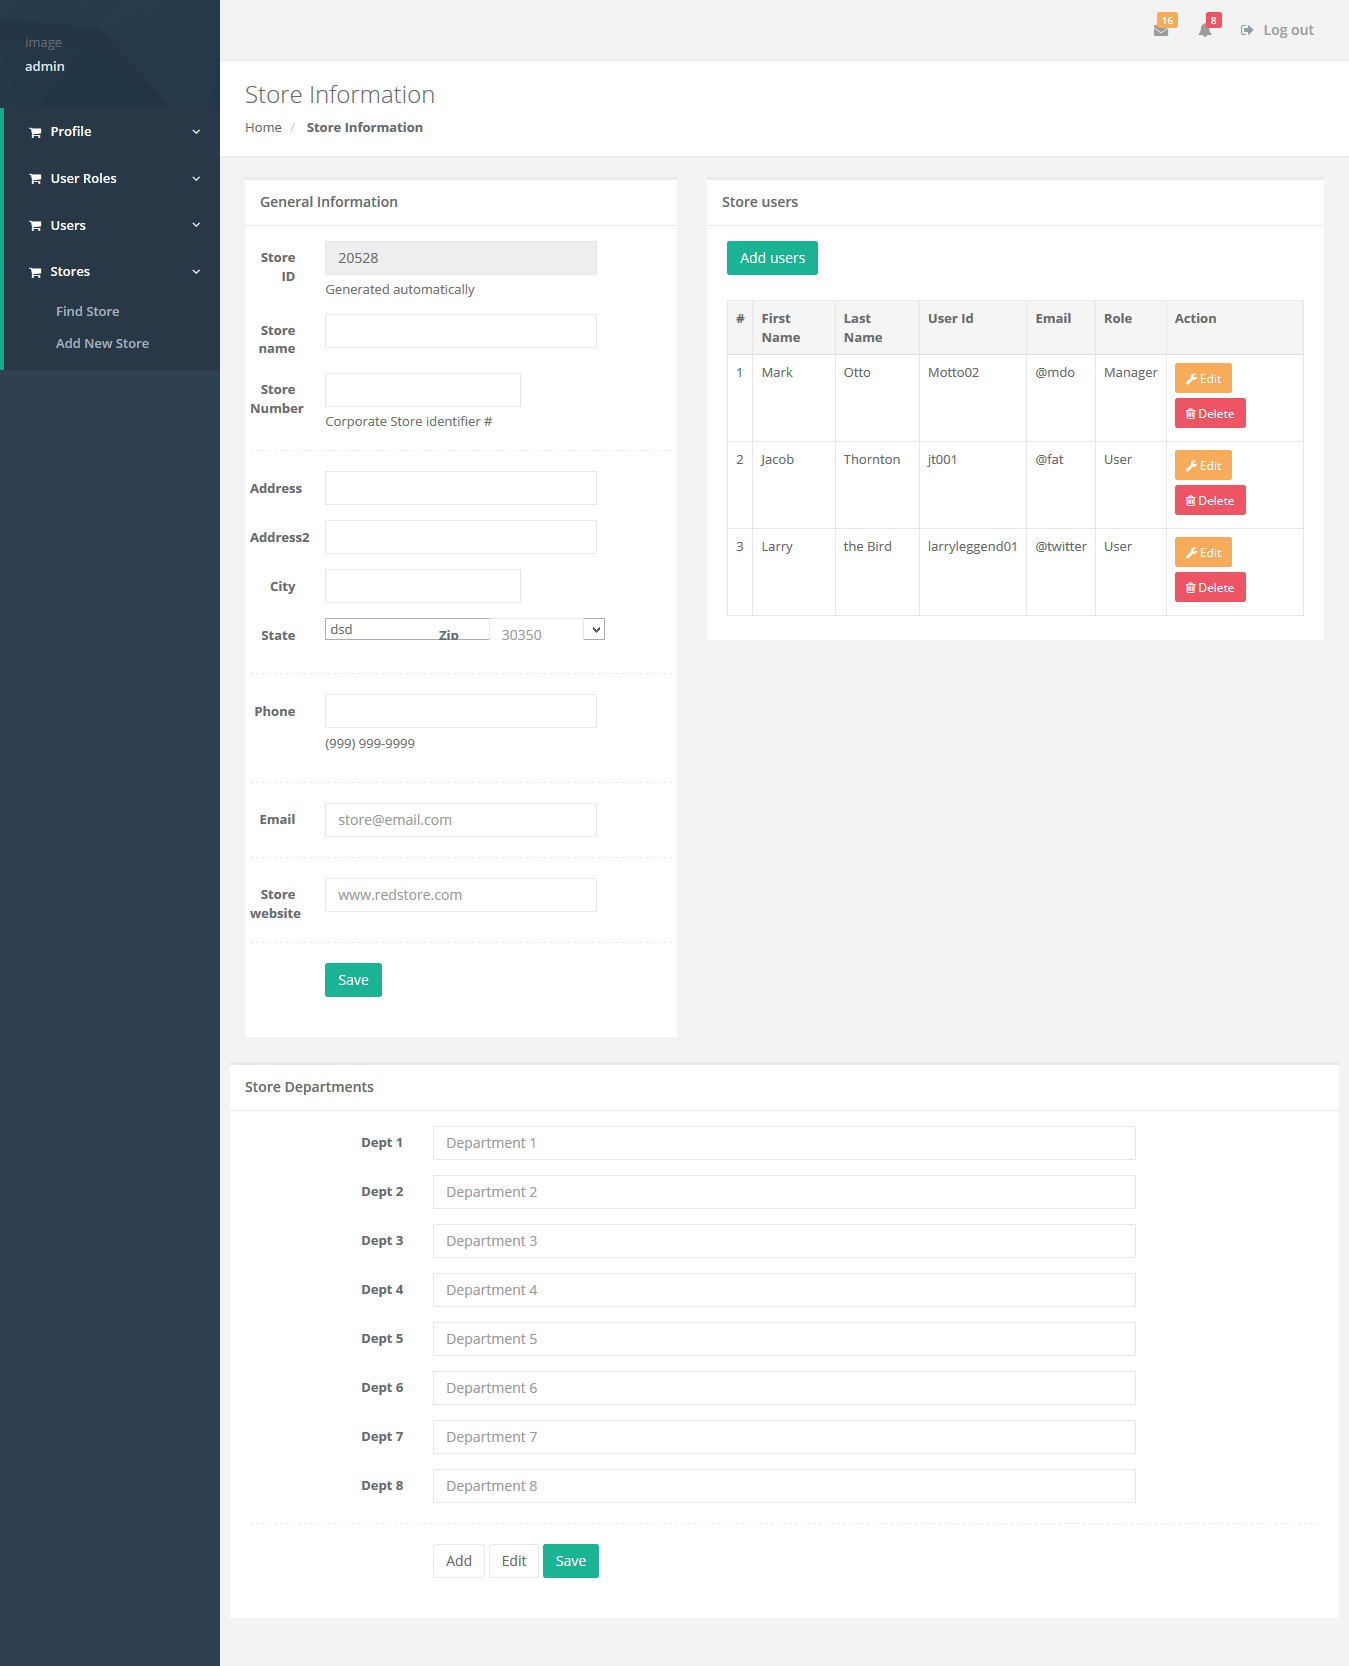 image
admin
Profile
User Roles
Users
Stores
Find Store
Add New Store
16
8
Log out
Store Information
Home / Store Information
General Information
Store ID
20528
Generated automatically
Store name
Store Number
Corporate Store identifier #
Address
Address2
City
State
dsd
Zip
30350
Phone
(999) 999-9999
Email
store@email.com
Store website
www.redstore.com
Save
Store users
Add users
# First Name Last Name User Id Email Role Action
1 Mark Otto Motto02 @mdo Manager Edit
Delete
2 Jacob Thornton jt001 @fat User Edit
Delete
3 Larry the Bird larryleggend01 @twitter User Edit
Delete
Store Departments
Dept 1 Department 1
Dept 2 Department 2
Dept 3 Department 3
Dept 4 Department 4
Dept 5 Department 5
Dept 6 Department 6
Dept 7 Department 7
Dept 8 Department 8
Add Edit Save